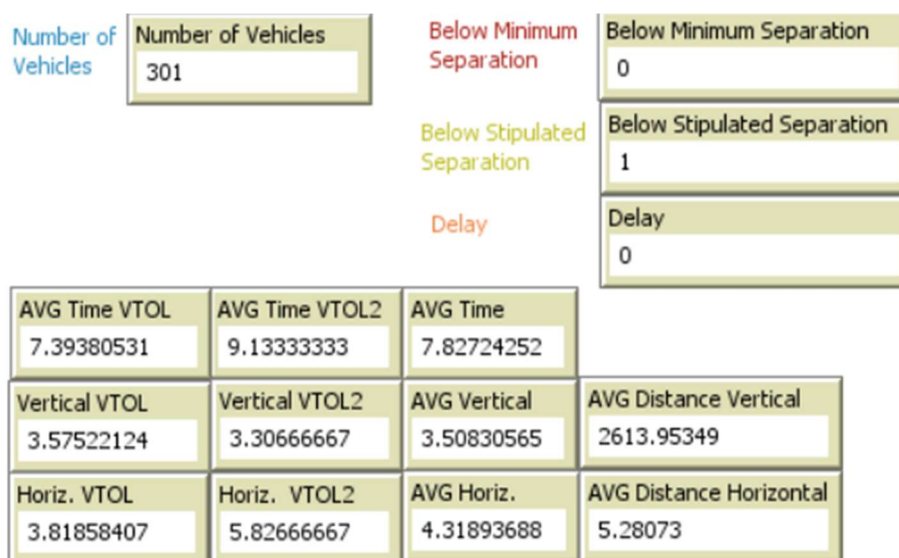 Number of
Vehicles
Number of Vehicles
301
Below Minimum
Separation
Below Minimum Separation
0
Below Stipulated
Separation
Below Stipulated Separation
1
Delay
Delay
0
AVG Time VTOL
7.39380531
AVG Time VTOL2
9.13333333
AVG Time
7.82724252
Vertical VTOL
3.57522124
Vertical VTOL2
3.30666667
AVG Vertical
3.50830565
AVG Distance Vertical
2613.95349
Horiz. VTOL
3.81858407
Horiz. VTOL2
5.82666667
AVG Horiz.
4.31893688
AVG Distance Horizontal
5.28073